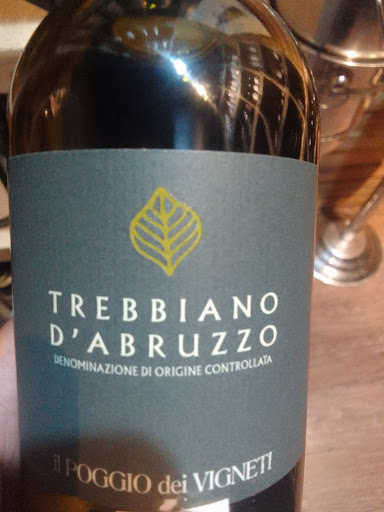 TREBBIANO
D'ABRUZZO
DENOMINAZIONE DI ORIGINE CONTROLLATA
il POGGIO dei VIGNETI